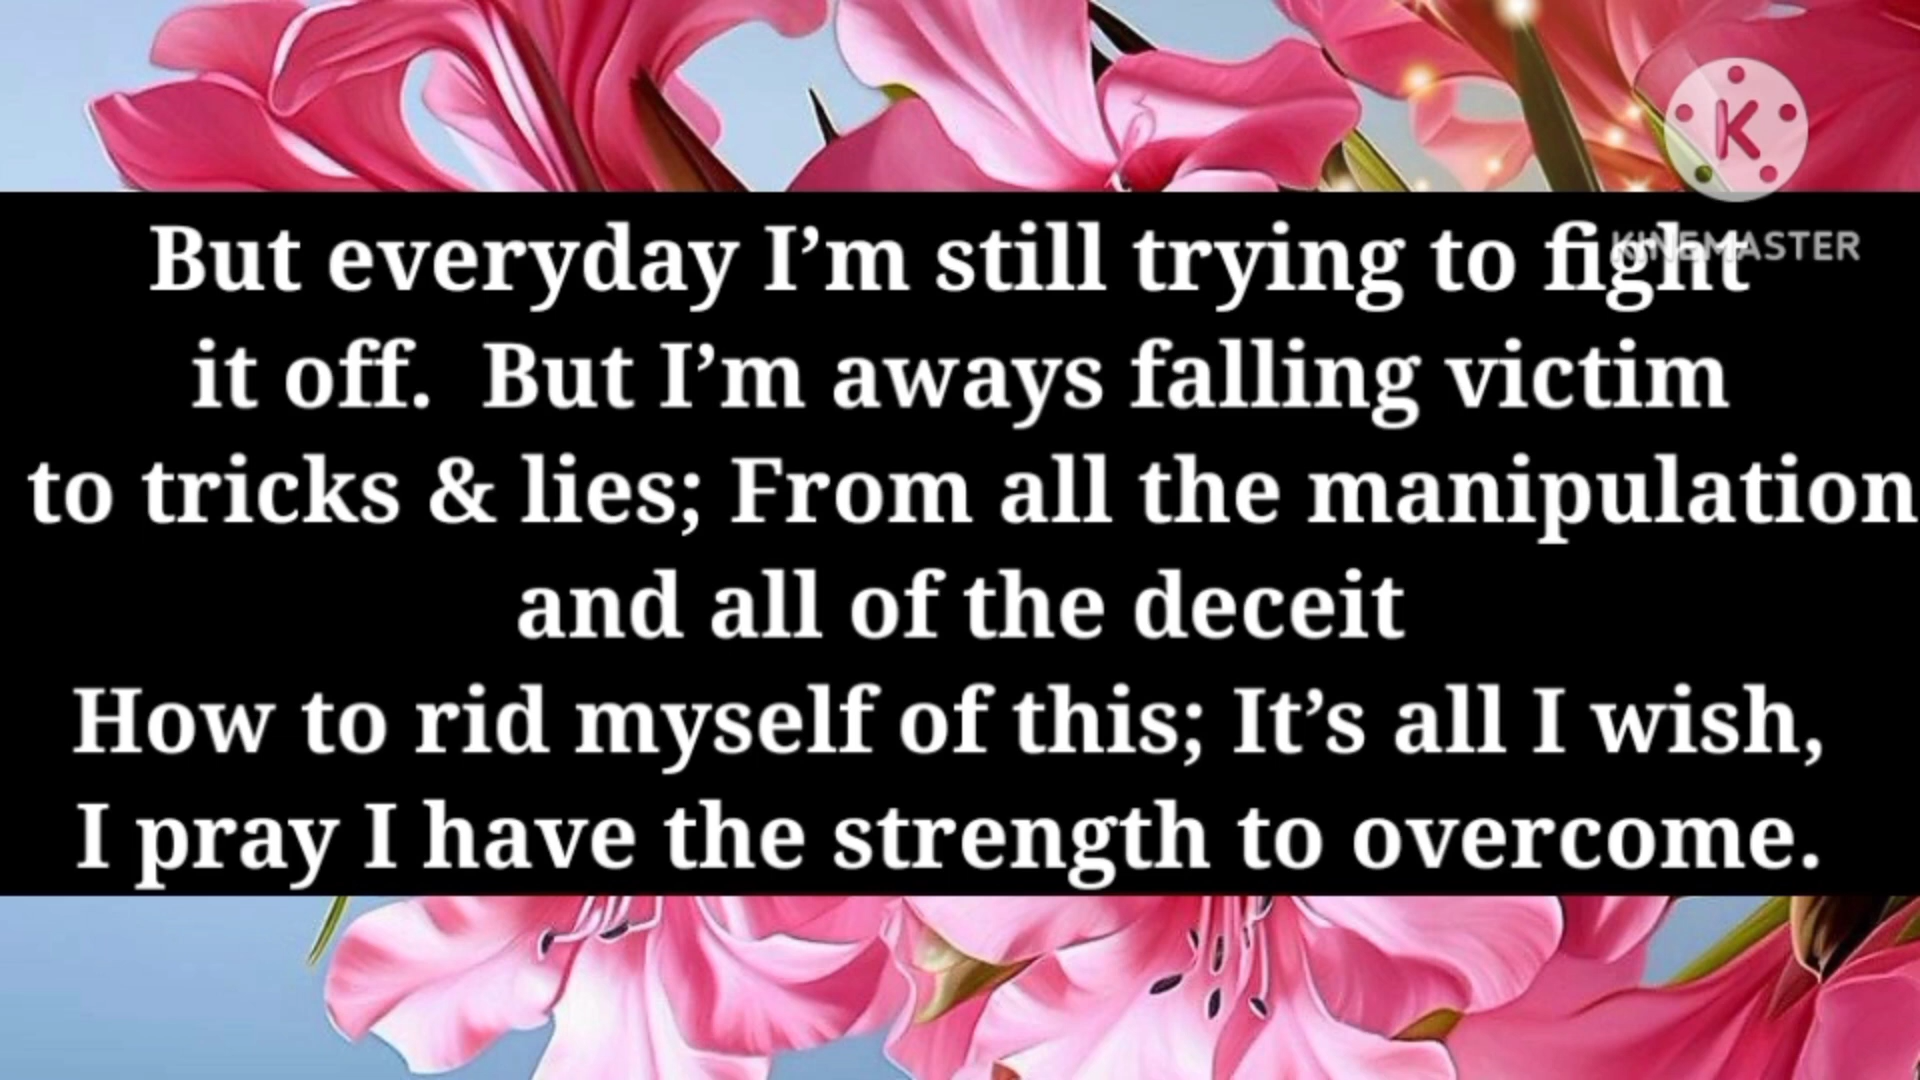 K
KINEMASTER
But everyday I’m still trying to fight
it off.  But I’m aways falling victim
to tricks & lies; From all the manipulation
and all of the deceit
How to rid myself of this; It’s all I wish,
I pray I have the strength to overcome.